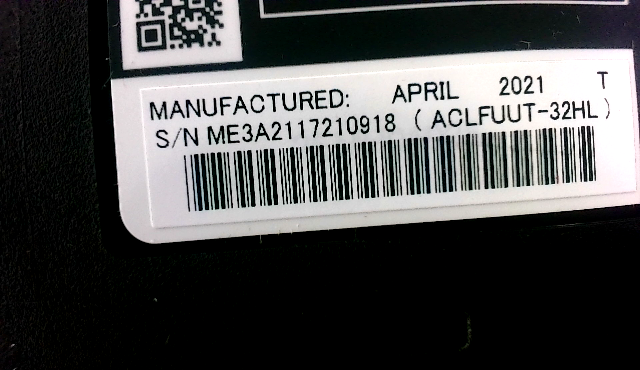 MANUFACTURED: APRIL 2021 T
S/N ME3A2117210918 ( ACLFUUT-32HL )